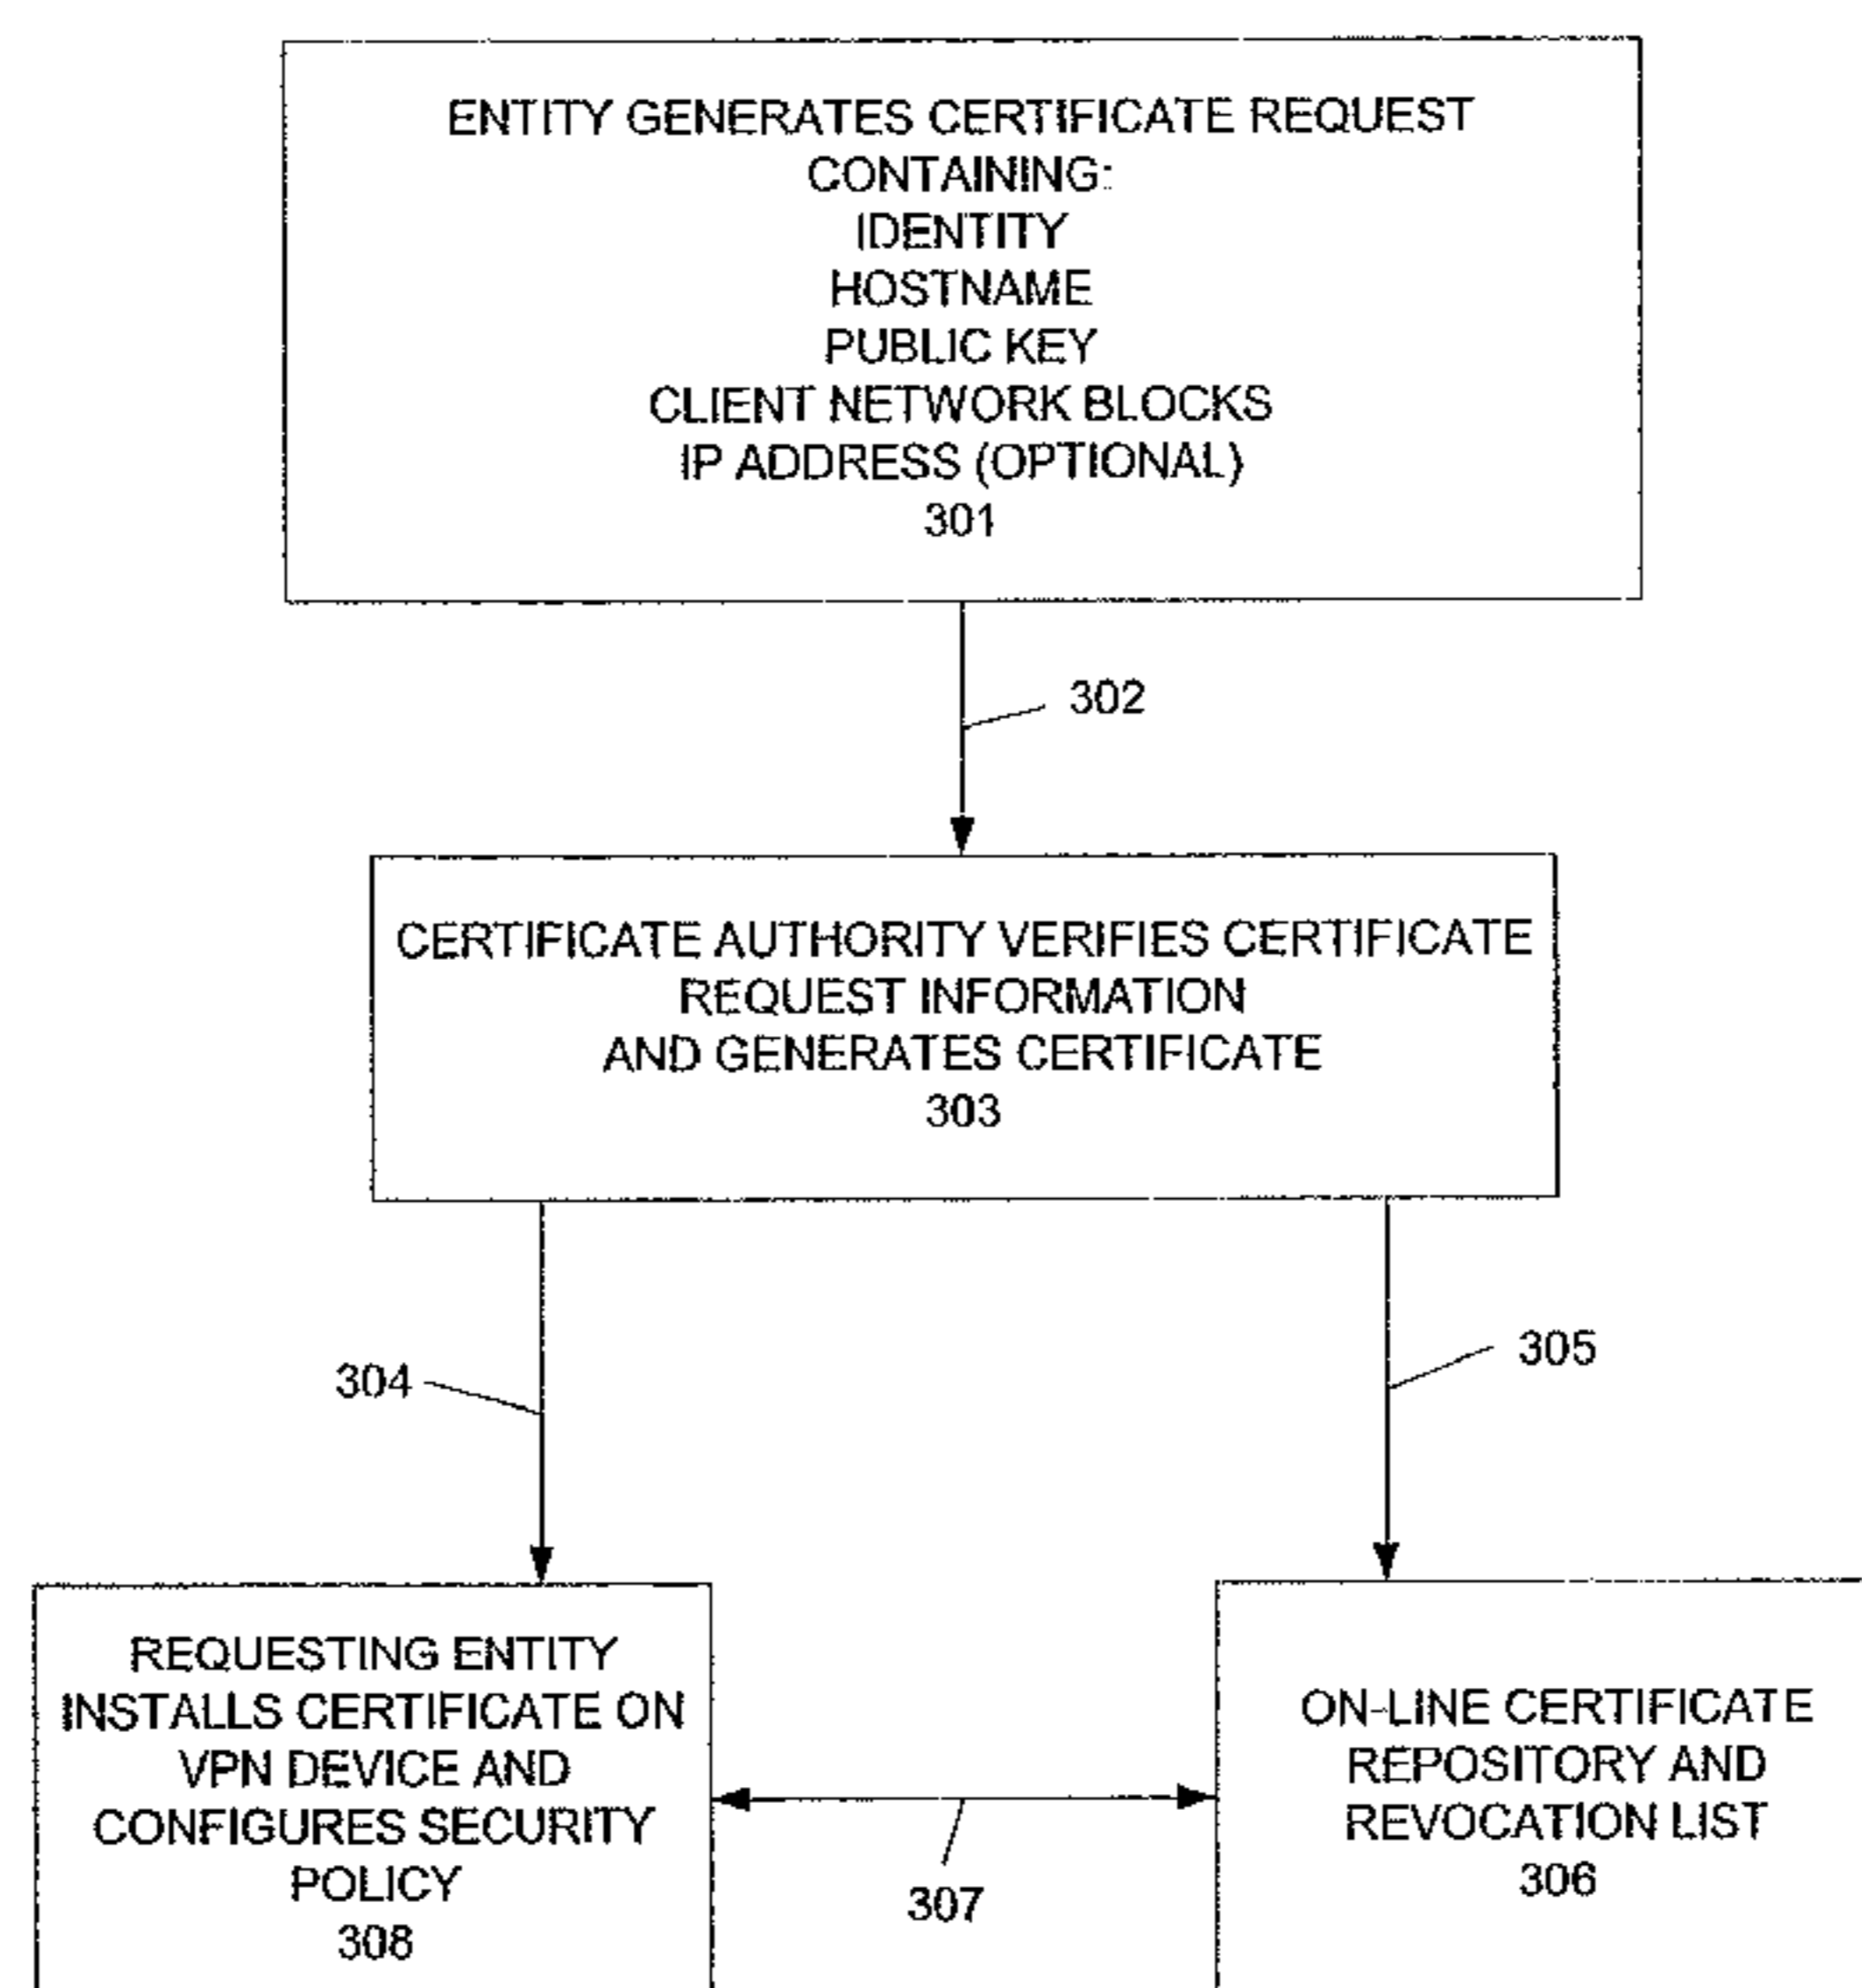 ENTITY GENERATES CERTIFICATE REQUEST
CONTAINING:
IDENTITY
HOSTNAME
PUBLIC KEY
CLIENT NETWORK BLOCKS
IP ADDRESS (OPTIONAL)
301
302
CERTIFICATE AUTHORITY VERIFIES CERTIFICATE
REQUEST INFORMATION
AND GENERATES CERTIFICATE
303
304
305
REQUESTING ENTITY
INSTALLS CERTIFICATE ON
VPN DEVICE AND
CONFIGURES SECURITY
POLICY
308
307
ON-LINE CERTIFICATE
REPOSITORY AND
REVOCATION LIST
306